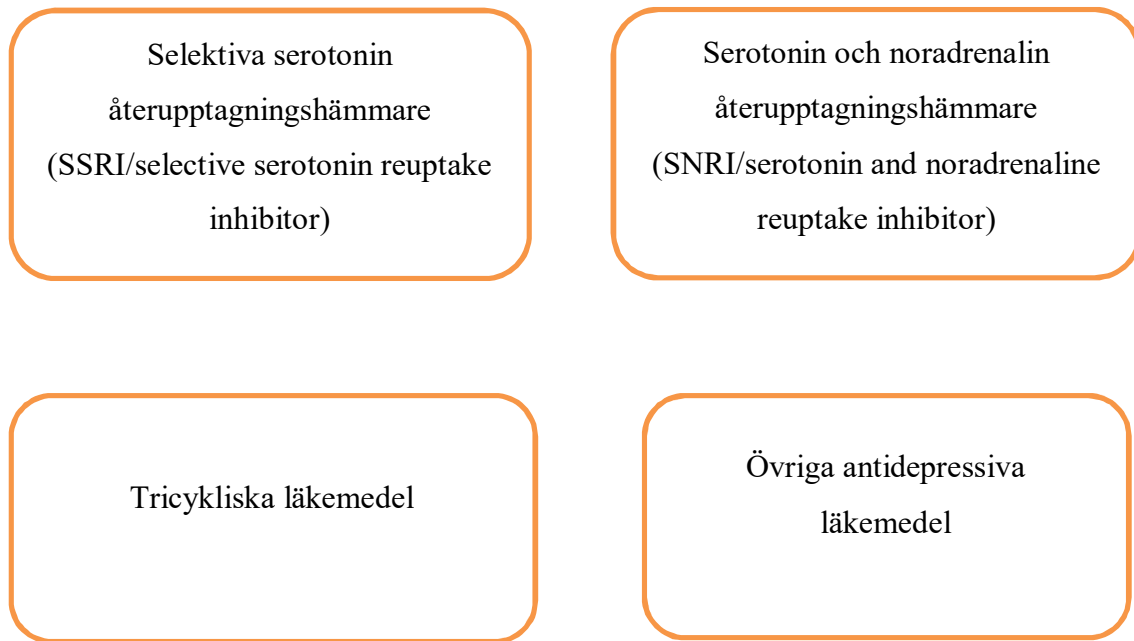 Selektiva serotonin
återupptagningshämmare
(SSRI/selective serotonin reuptake
inhibitor)
Serotonin och noradrenalin
återupptagningshämmare
(SNRI/serotonin and noradrenaline
reuptake inhibitor)
Tricykliska läkemedel
Övriga antidepressiva
läkemedel